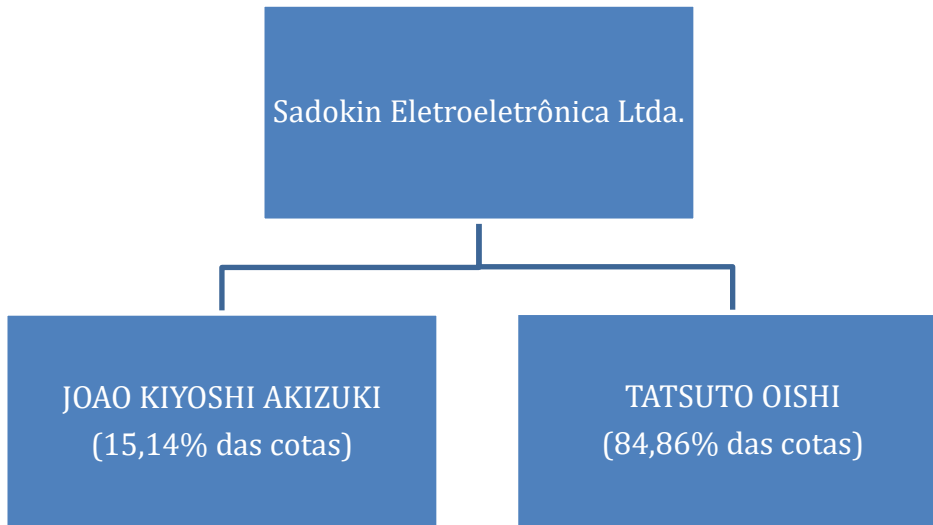 Sadokin Eletroeletrônica Ltda.
JOAO KIYOSHI AKIZUKI
(15,14% das cotas)
TATSUTO OISHI
(84,86% das cotas)